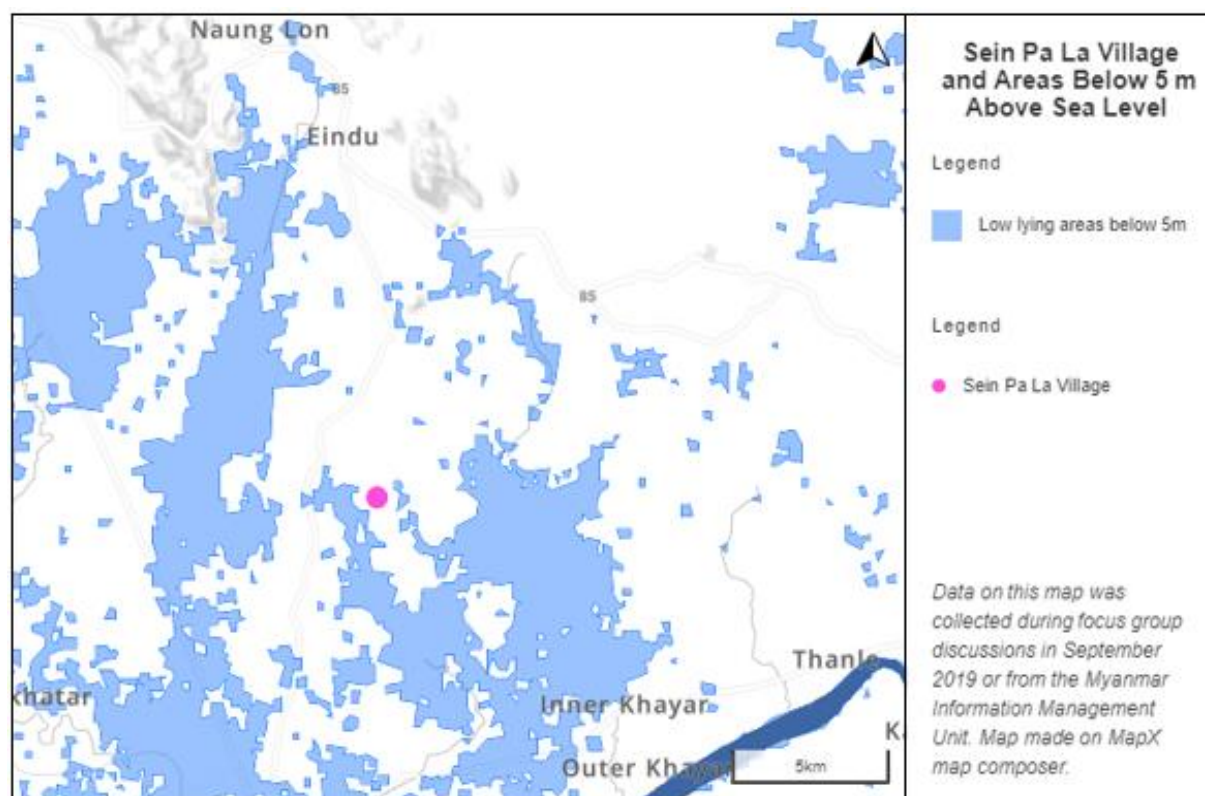 Naung Lon
85
Eindu
85
Thanle
khatar
Inner Khayar
Outer Khayar
5km
Sein Pa La Village
and Areas Below 5 m
Above Sea Level
Legend
Low lying areas below 5m
Legend
Sein Pa La Village
Data on this map was
collected during focus group
discussions in September
2019 or from the Myanmar
Information Management
Unit. Map made on MapX
map composer.